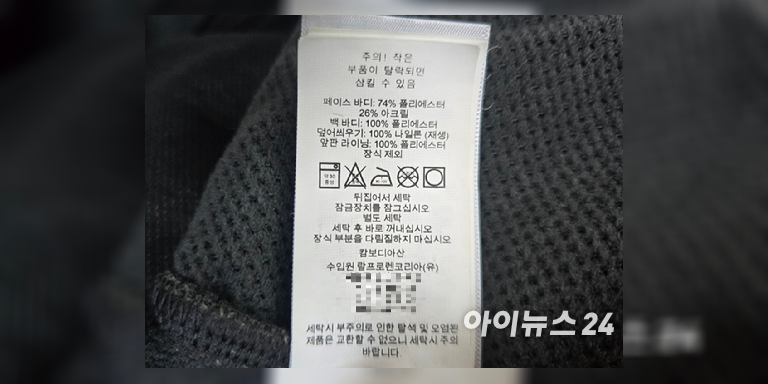 주의! 작은
부품이 탈락되면
삼킬 수 있음
페이스 바디: 74% 폴리에스터
26% 아크릴
백 바디: 100% 폴리에스터
덮어씌우기: 100% 나일론 (재생)
앞판 라이닝: 100% 폴리에스터
장식 제외
약 30
중성
뒤집어서 세탁
잠금장치를 잠그십시오
별도 세탁
세탁 후 바로 꺼내십시오
장식 부분을 다림질하지 마십시오
캄보디아산
수입원 랄프로렌코리아(유)
아이뉴스24
세탁시 부주의로 인한 탈색 및 오염된
제품은 교환할 수 없으니 세탁시 주의
바랍니다.